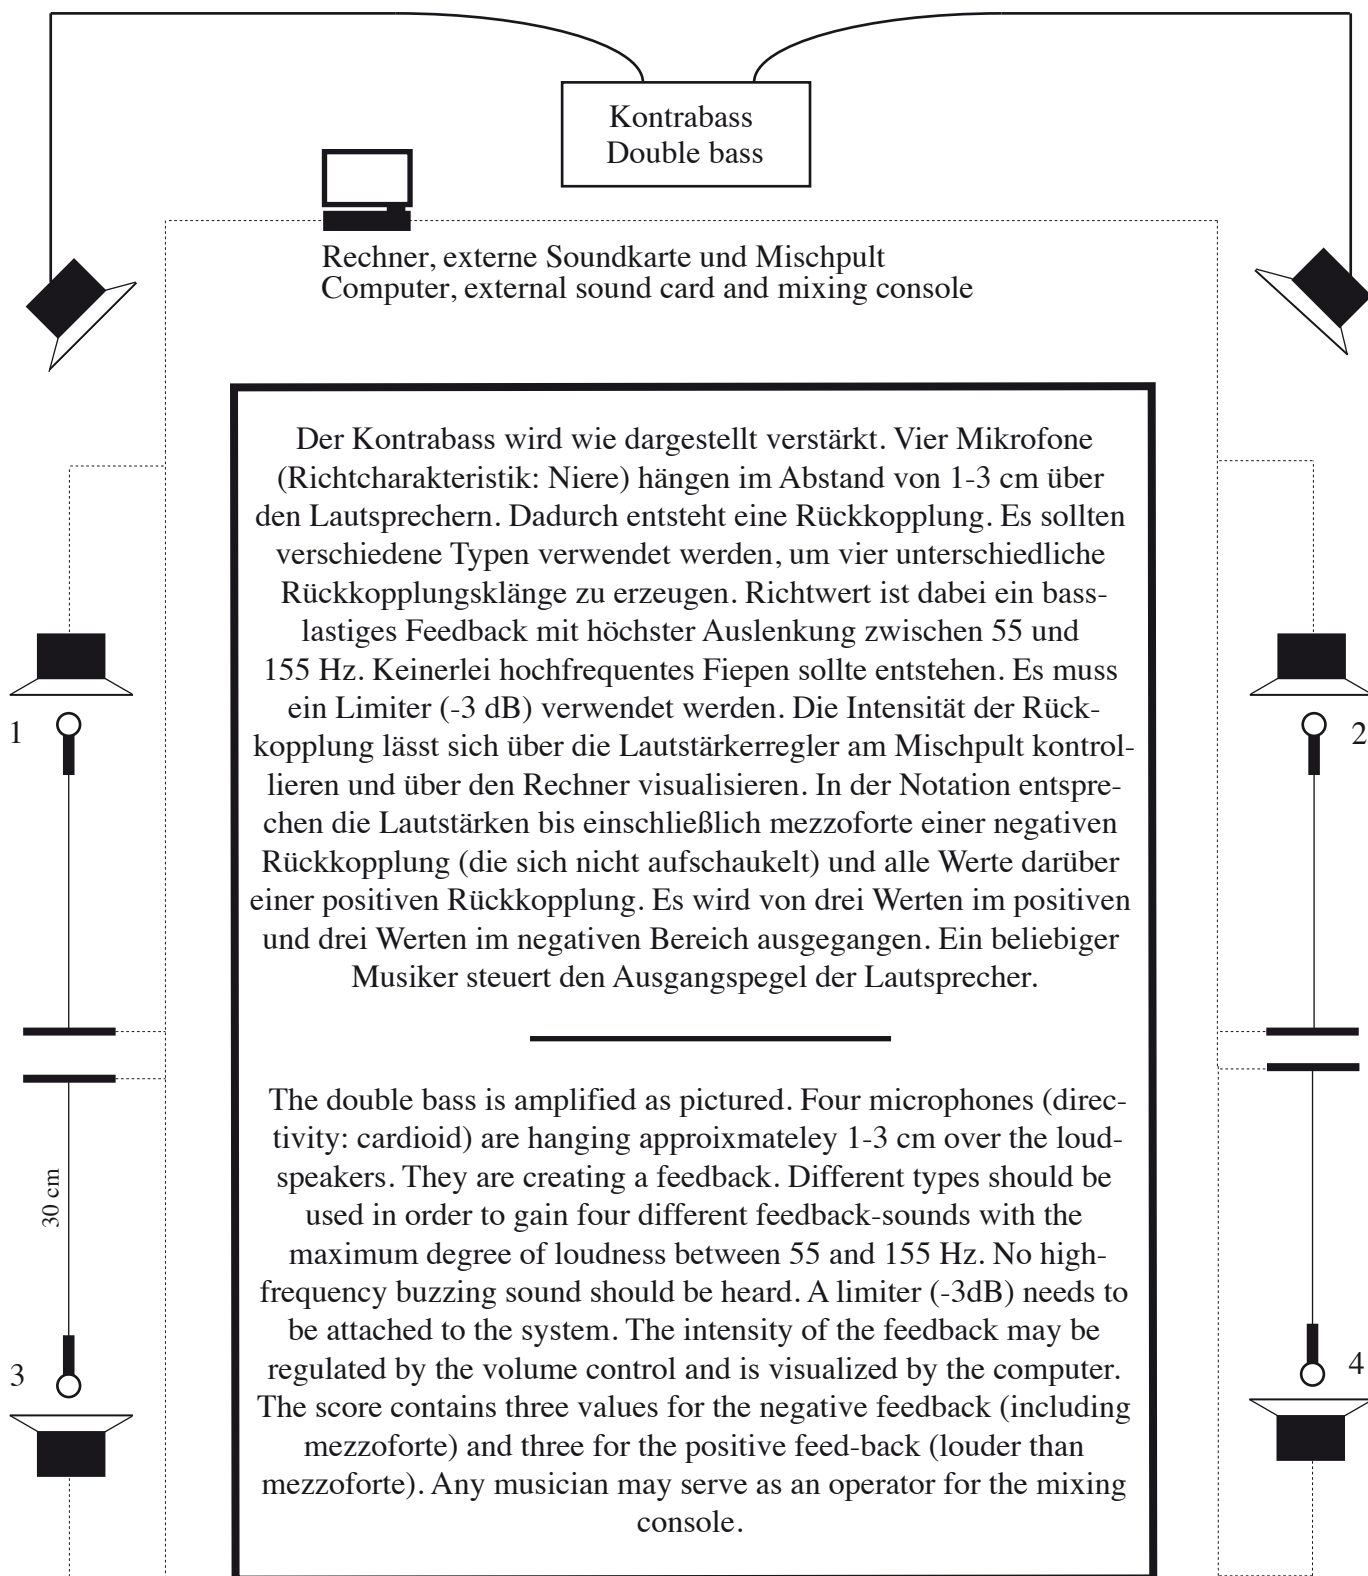 Kontrabass
Double bass
Rechner, externe Soundkarte und Mischpult
Computer, external sound card and mixing console
Der Kontrabass wird wie dargestellt verstärkt. Vier Mikrofone
(Richtcharakteristik: Niere) hängen im Abstand von 1-3 cm über
den Lautsprechern. Dadurch entsteht eine Rückkopplung. Es sollten
verschiedene Typen verwendet werden, um vier unterschiedliche
Rückkopplungsklänge zu erzeugen. Richtwert ist dabei ein bass-
lastiges Feedback mit höchster Auslenkung zwischen 55 und
155 Hz. Keinerlei hochfrequentes Fiepen sollte entstehen. Es muss
ein Limiter (-3 dB) verwendet werden. Die Intensität der Rück-
kopplung lässt sich über die Lautstärkerregler am Mischpult kontrol-
lieren und über den Rechner visualisieren. In der Notation entspre-
chen die Lautstärken bis einschließlich mezzoforte einer negativen
Rückkopplung (die sich nicht aufschaukelt) und alle Werte darüber
einer positiven Rückkopplung. Es wird von drei Werten im positiven
und drei Werten im negativen Bereich ausgegangen. Ein beliebiger
Musiker steuert den Ausgangspegel der Lautsprecher.
The double bass is amplified as pictured. Four microphones (direc-
tivity: cardioid) are hanging approixmateley 1-3 cm over the loud-
speakers. They are creating a feedback. Different types should be
used in order to gain four different feedback-sounds with the
maximum degree of loudness between 55 and 155 Hz. No high-
frequency buzzing sound should be heard. A limiter (-3dB) needs to
be attached to the system. The intensity of the feedback may be
regulated by the volume control and is visualized by the computer.
The score contains three values for the negative feedback (including
mezzoforte) and three for the positive feed-back (louder than
mezzoforte). Any musician may serve as an operator for the mixing
console.
1
2
30 cm
3
4